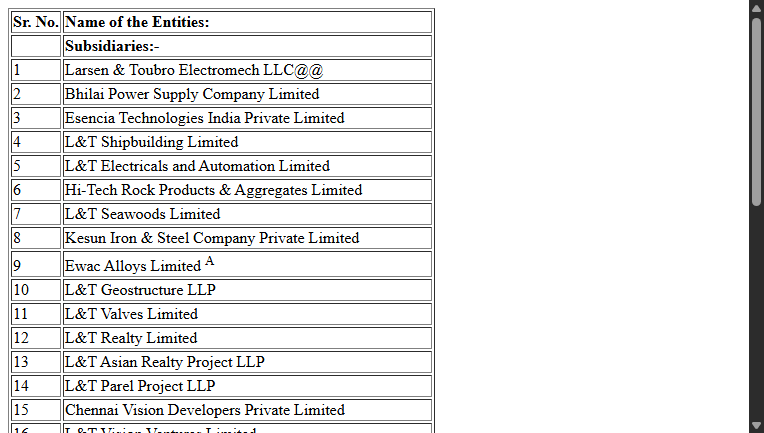 Sr. No. Name of the Entities:
Subsidiaries:-
1 Larsen & Toubro Electromech LLC@@
2 Bhilai Power Supply Company Limited
3 Esencia Technologies India Private Limited
4 L&T Shipbuilding Limited
5 L&T Electricals and Automation Limited
6 Hi-Tech Rock Products & Aggregates Limited
7 L&T Seawoods Limited
8 Kesun Iron & Steel Company Private Limited
9 Ewac Alloys Limited A
10 L&T Geostructure LLP
11 L&T Valves Limited
12 L&T Realty Limited
13 L&T Asian Realty Project LLP
14 L&T Parel Project LLP
15 Chennai Vision Developers Private Limited
16 L&T Vision Ventures Limited